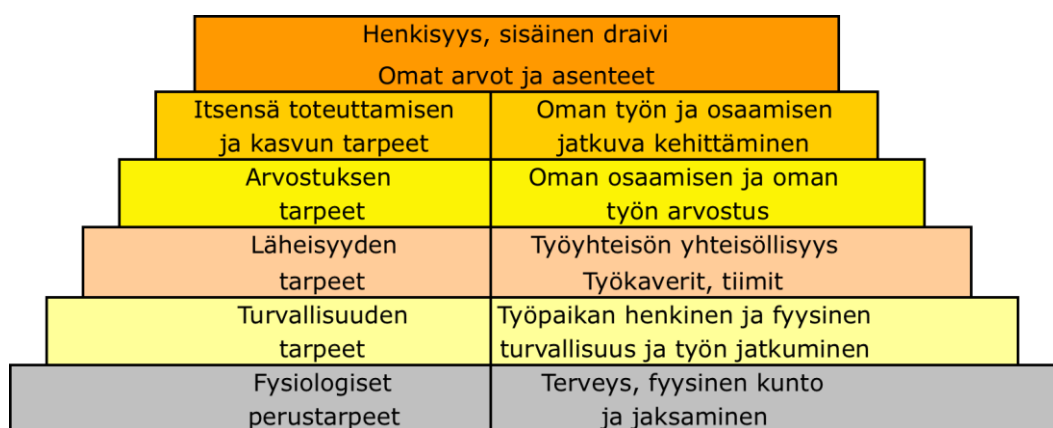 Henkisyys, sisäinen draivi
Omat arvot ja asenteet
Itsensä toteuttamisen
ja kasvun tarpeet
Oman työn ja osaamisen
jatkuva kehittäminen
Arvostuksen
tarpeet
Oman osaamisen ja oman
työn arvostus
Läheisyyden
tarpeet
Työyhteisön yhteisöllisyys
Työkaverit, tiimit
Turvallisuuden
tarpeet
Työpaikan henkinen ja fyysinen
turvallisuus ja työn jatkuminen
Fysiologiset
perustarpeet
Terveys, fyysinen kunto
ja jaksaminen